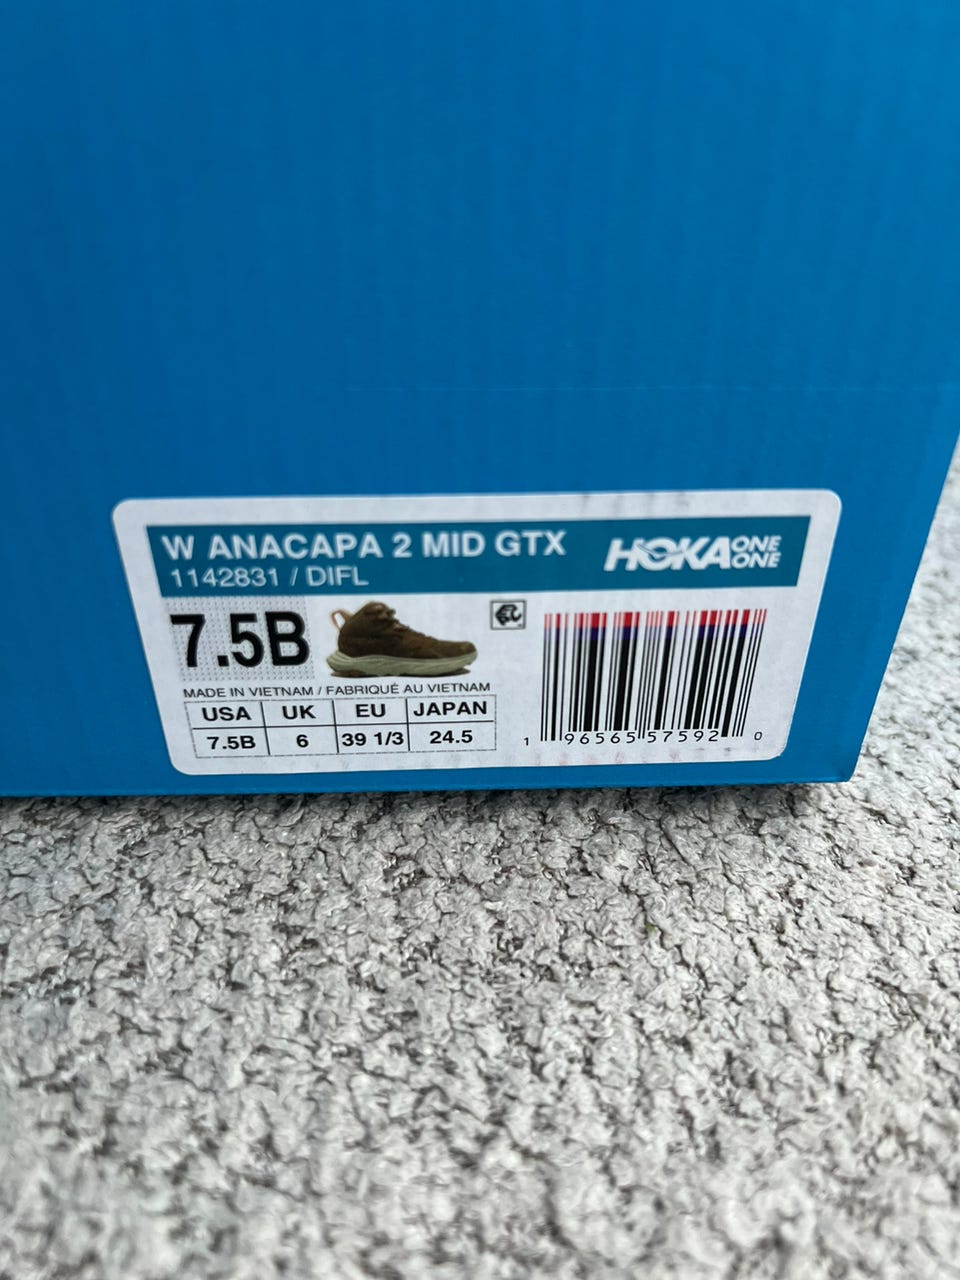 W ANACAPA 2 MID GTX
1142831 / DIFL
HOKA ONE ONE
7.5B
MADE IN VIETNAM / FABRIQUÉ AU VIETNAM
USA UK EU JAPAN
7.5B 6 39 1/3 24.5
1 96565 57592 0